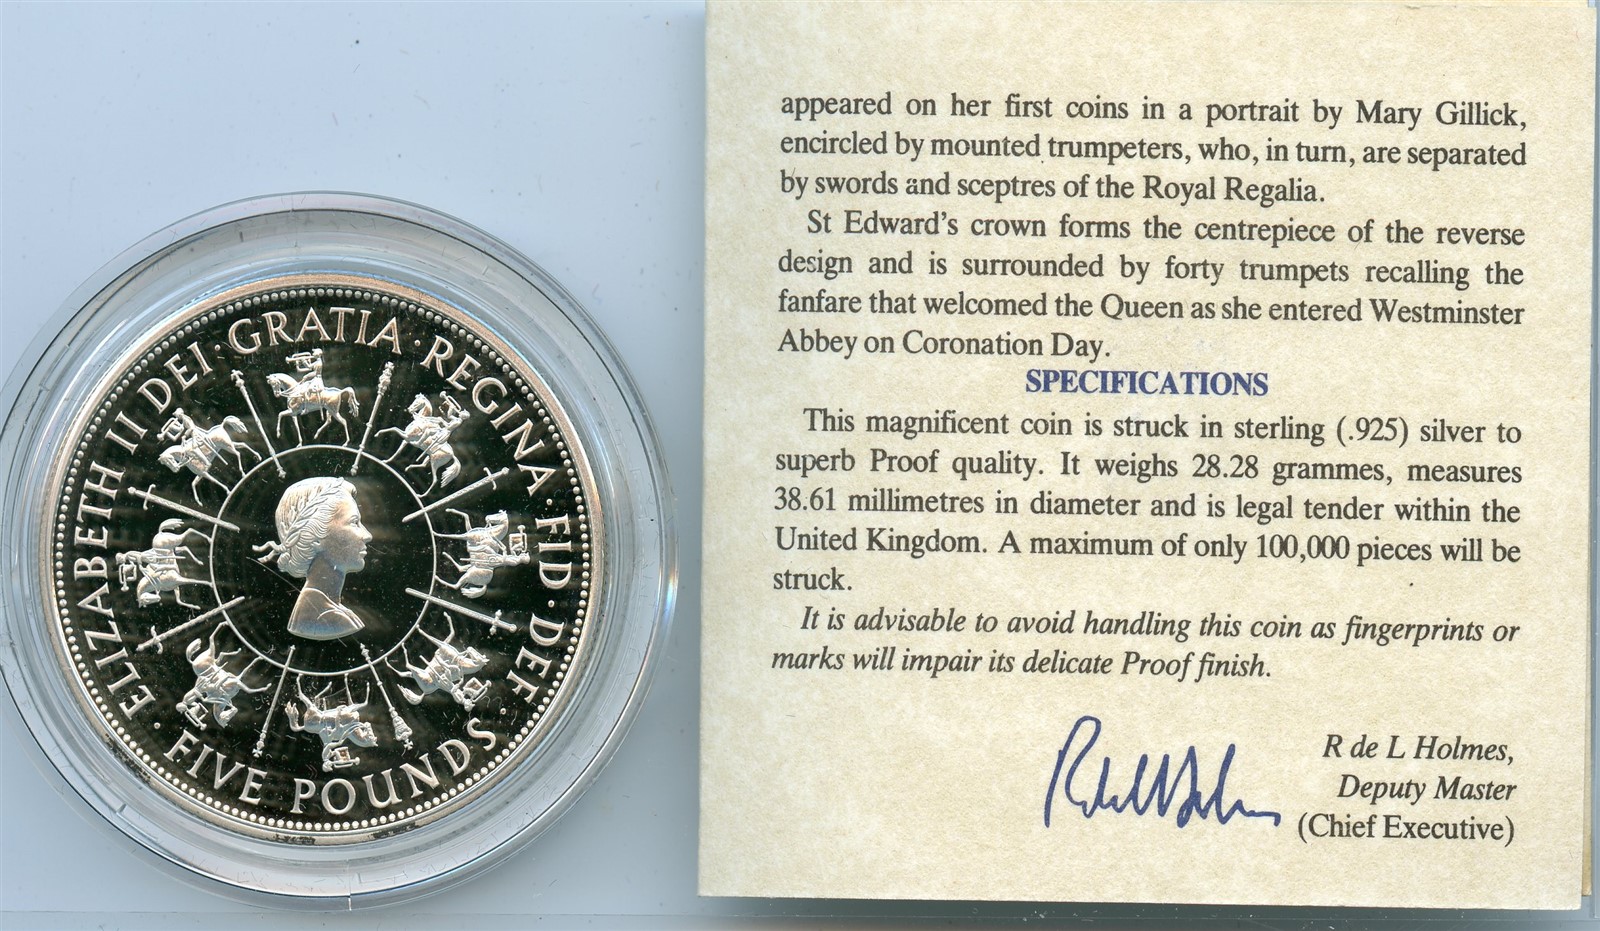 ELIZABETH II DEI · GRATIA · REGINA · FID · DEF ·
FIVE POUNDS
appeared on her first coins in a portrait by Mary Gillick,
encircled by mounted trumpeters, who, in turn, are separated
by swords and sceptres of the Royal Regalia.
St Edward's crown forms the centrepiece of the reverse
design and is surrounded by forty trumpets recalling the
fanfare that welcomed the Queen as she entered Westminster
Abbey on Coronation Day.
SPECIFICATIONS
This magnificent coin is struck in sterling (.925) silver to
superb Proof quality. It weighs 28.28 grammes, measures
38.61 millimetres in diameter and is legal tender within the
United Kingdom. A maximum of only 100,000 pieces will be
struck.
It is advisable to avoid handling this coin as fingerprints or
marks will impair its delicate Proof finish.
R de L Holmes,
Deputy Master
(Chief Executive)